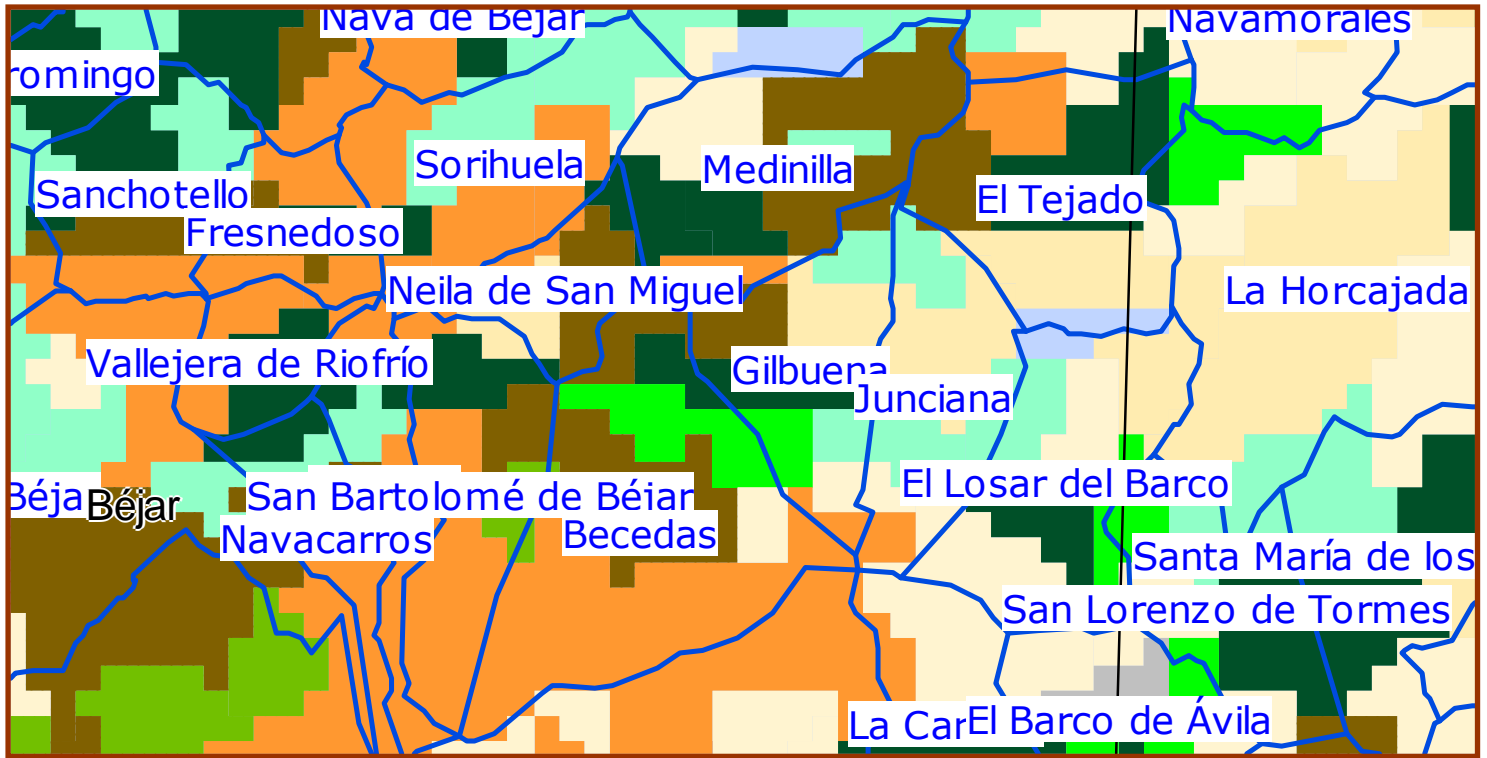 Nava de Béjar
Navamorales
romingo
Sorihuela
Medinilla
Sanchotello
El Tejado
Fresnedoso
Neila de San Miguel
La Horcajada
Vallejera de Riofrío
Gilbuena
Junciana
El Losar del Barco
Béja
Béjar
San Bartolomé de Béjar
Navacarros
Becedas
Santa María de los
San Lorenzo de Tormes
La Car
El Barco de Ávila